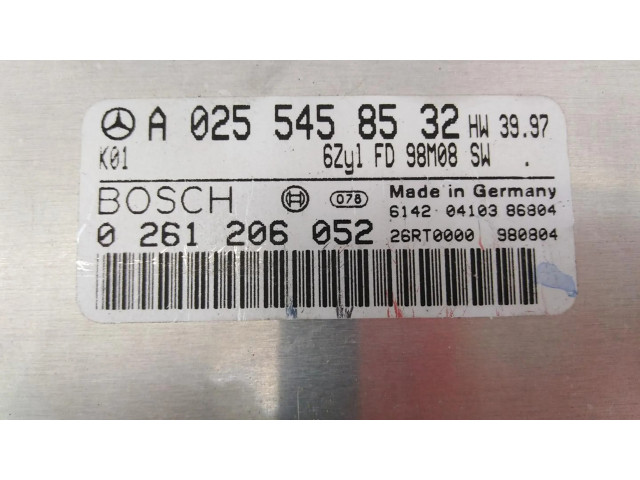 A 025 545 85 32 HW 39.97
K01 6Zyl FD 98M08 SW .
BOSCH 078 Made in Germany
6142 04103 86804
0 261 206 052 26RT0000 980804